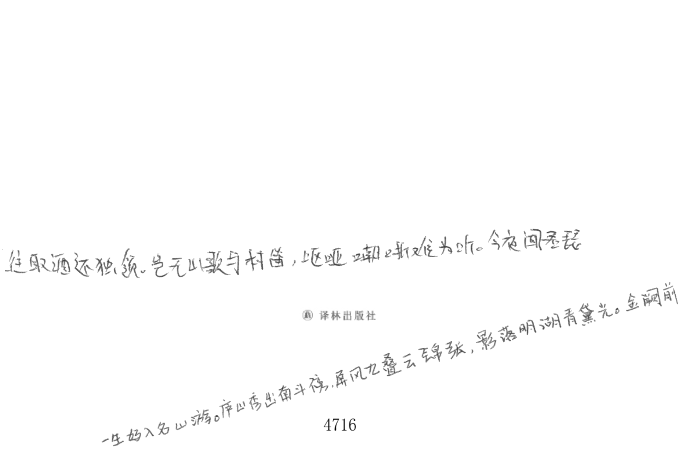 往取酒还独倾。岂无山歌与村笛，呕哑嘲哳难为听。今夜闻琵琶
译林出版社
一生好入名山游。庐山秀出南斗傍，屏风九叠云锦张，影落明湖青黛光。金阙前
4716